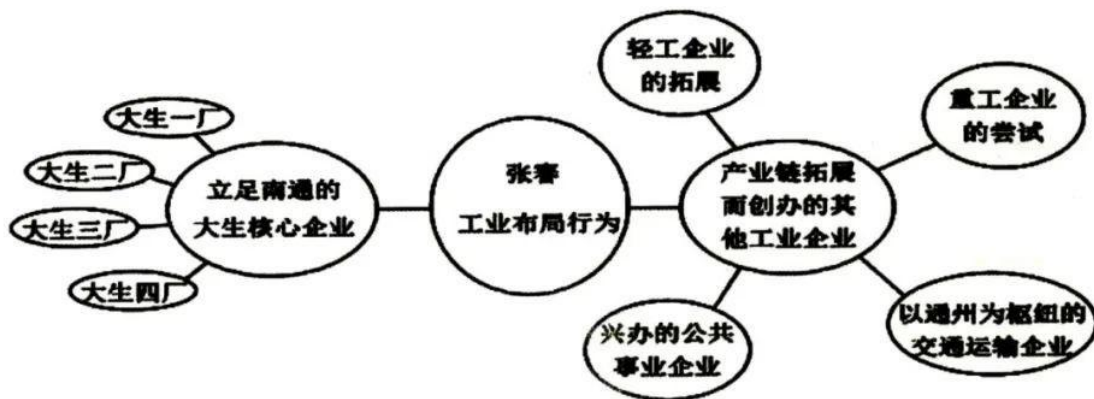 大生一厂
大生二厂
大生三厂
大生四厂
立足南通的
大生核心企业
张謇
工业布局行为
产业链拓展
而创办的其
他工业企业
轻工企业
的拓展
重工企业
的尝试
以通州为枢纽的
交通运输企业
兴办的公共
事业企业